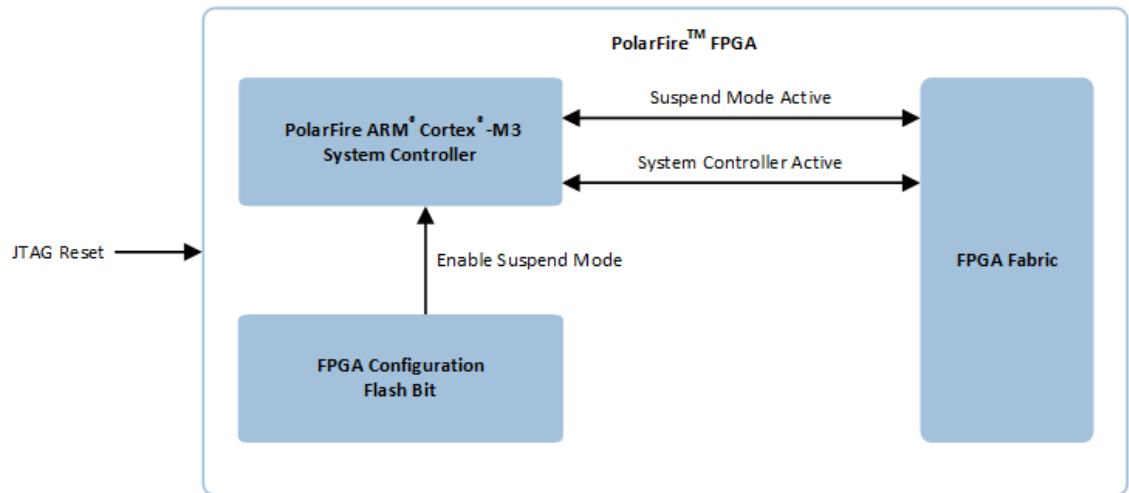 PolarFire™ FPGA
PolarFire ARM® Cortex®-M3
System Controller
Suspend Mode Active
System Controller Active
JTAG Reset
Enable Suspend Mode
FPGA Fabric
FPGA Configuration
Flash Bit